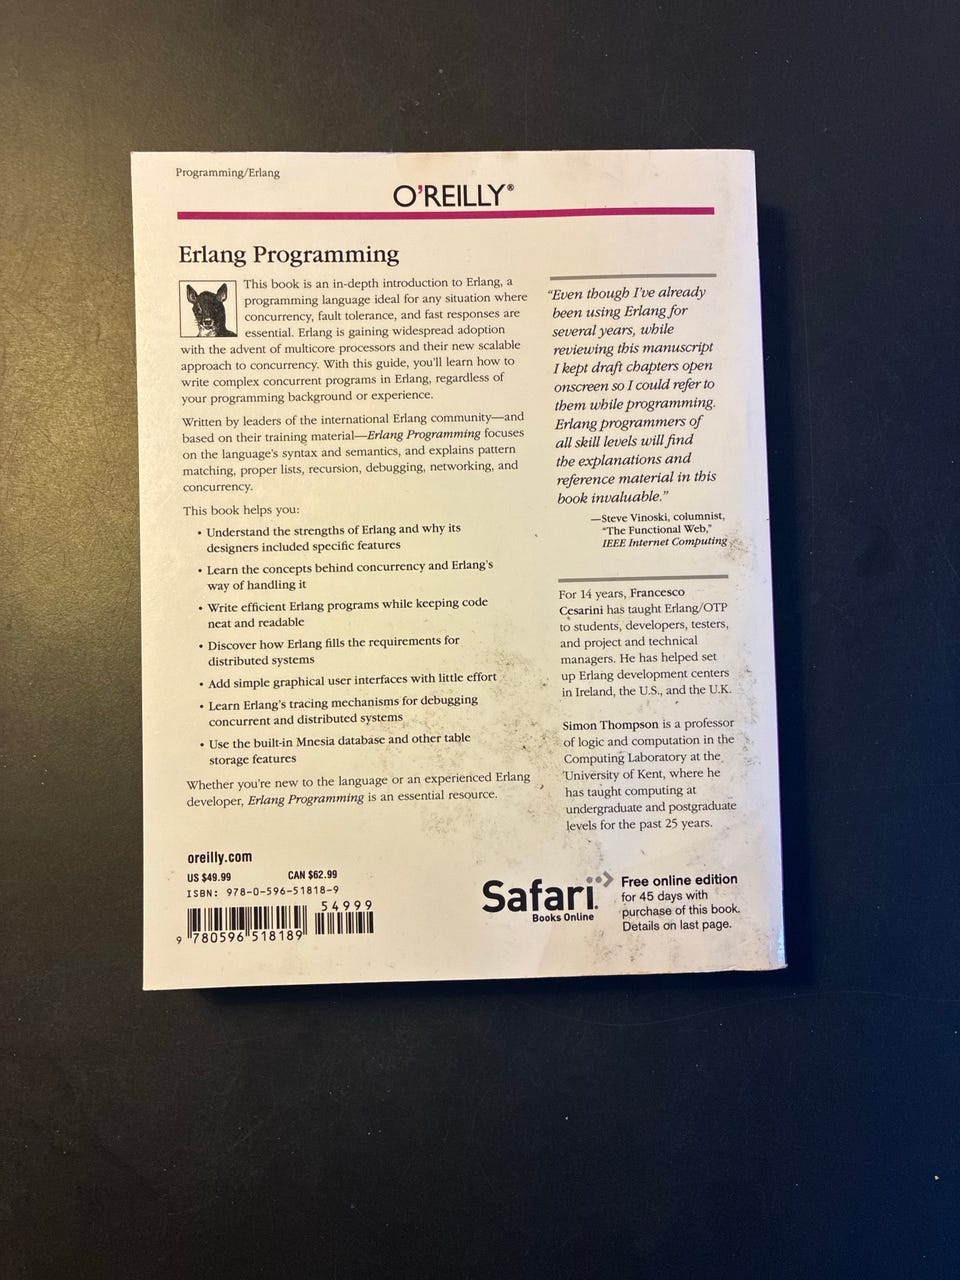 Programming/Erlang
O'REILLY®
Erlang Programming
This book is an in-depth introduction to Erlang, a
programming language ideal for any situation where
concurrency, fault tolerance, and fast responses are
essential. Erlang is gaining widespread adoption
with the advent of multicore processors and their new scalable
approach to concurrency. With this guide, you'll learn how to
write complex concurrent programs in Erlang, regardless of
your programming background or experience.
Written by leaders of the international Erlang community—and
based on their training material—Erlang Programming focuses
on the language's syntax and semantics, and explains pattern
matching, proper lists, recursion, debugging, networking, and
concurrency.
This book helps you:
• Understand the strengths of Erlang and why its
designers included specific features
• Learn the concepts behind concurrency and Erlang's
way of handling it
• Write efficient Erlang programs while keeping code
neat and readable
• Discover how Erlang fills the requirements for
distributed systems
• Add simple graphical user interfaces with little effort
• Learn Erlang's tracing mechanisms for debugging
concurrent and distributed systems
• Use the built-in Mnesia database and other table
storage features
Whether you're new to the language or an experienced Erlang
developer, Erlang Programming is an essential resource.
"Even though I've already
been using Erlang for
several years, while
reviewing this manuscript
I kept draft chapters open
onscreen so I could refer to
them while programming.
Erlang programmers of
all skill levels will find
the explanations and
reference material in this
book invaluable."
—Steve Vinoski, columnist,
"The Functional Web,"
IEEE Internet Computing
For 14 years, Francesco
Cesarini has taught Erlang/OTP
to students, developers, testers,
and project and technical
managers. He has helped set
up Erlang development centers
in Ireland, the U.S., and the U.K.
Simon Thompson is a professor
of logic and computation in the
Computing Laboratory at the
University of Kent, where he
has taught computing at
undergraduate and postgraduate
levels for the past 25 years.
oreilly.com
US $49.99 CAN $62.99
ISBN: 978-0-596-51818-9
5 4 9 9 9
9 780596 518189
Safari
Books Online
Free online edition
for 45 days with
purchase of this book.
Details on last page.